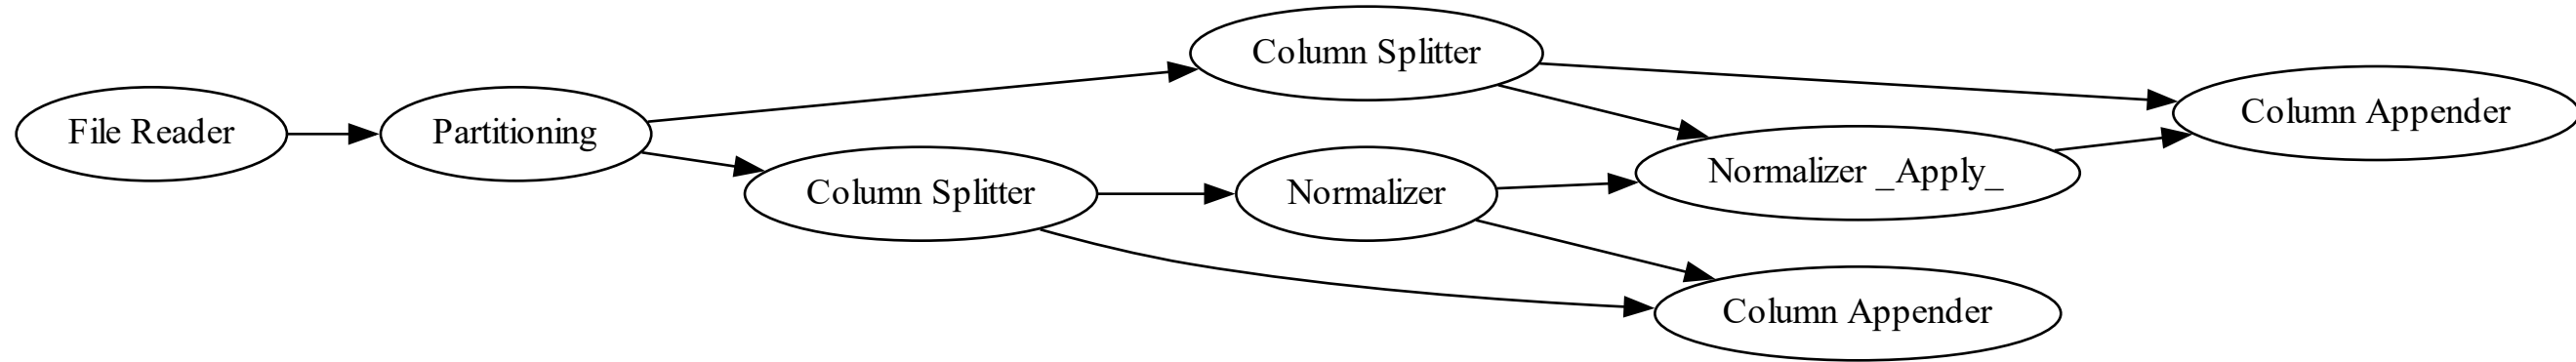 File Reader
Partitioning
Column Splitter
Column Splitter
Normalizer
Normalizer _Apply_
Column Appender
Column Appender